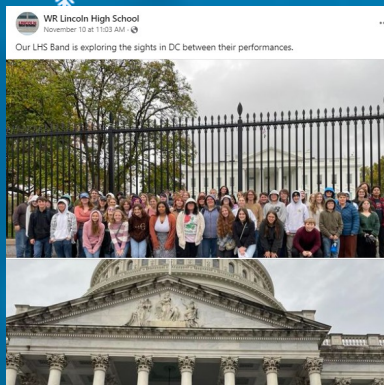 WR Lincoln High School
November 10 at 11:03 AM ·
Our LHS Band is exploring the sights in DC between their performances.